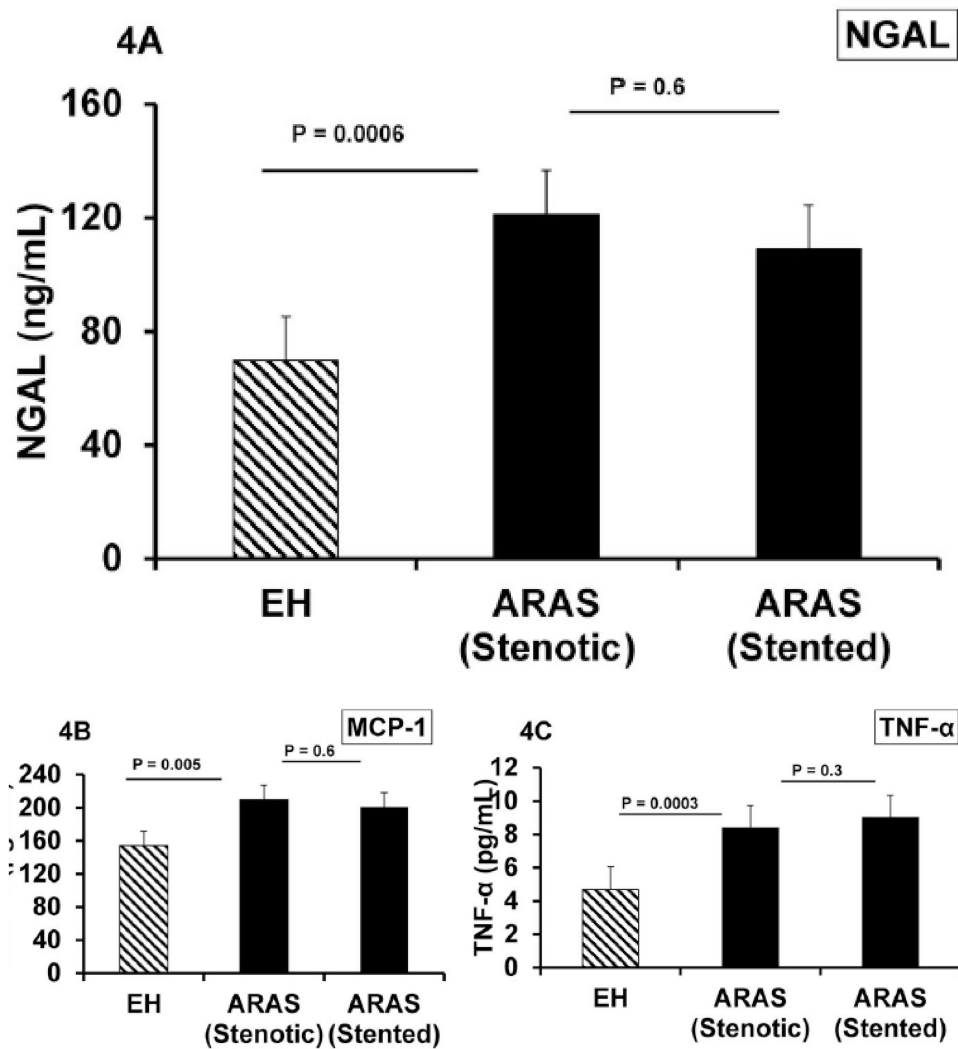 4A
NGAL
P = 0.6
P = 0.0006
160
120
80
40
0
NGAL (ng/mL)
EH
ARAS
(Stenotic)
ARAS
(Stented)
4B
MCP-1
P = 0.005
P = 0.6
240
200
160
120
80
40
0
EH
ARAS
(Stenotic)
ARAS
(Stented)
4C
TNF-α
P = 0.3
P = 0.0003
12
10
8
6
4
2
0
TNF-α (pg/mL)
EH
ARAS
(Stenotic)
ARAS
(Stented)